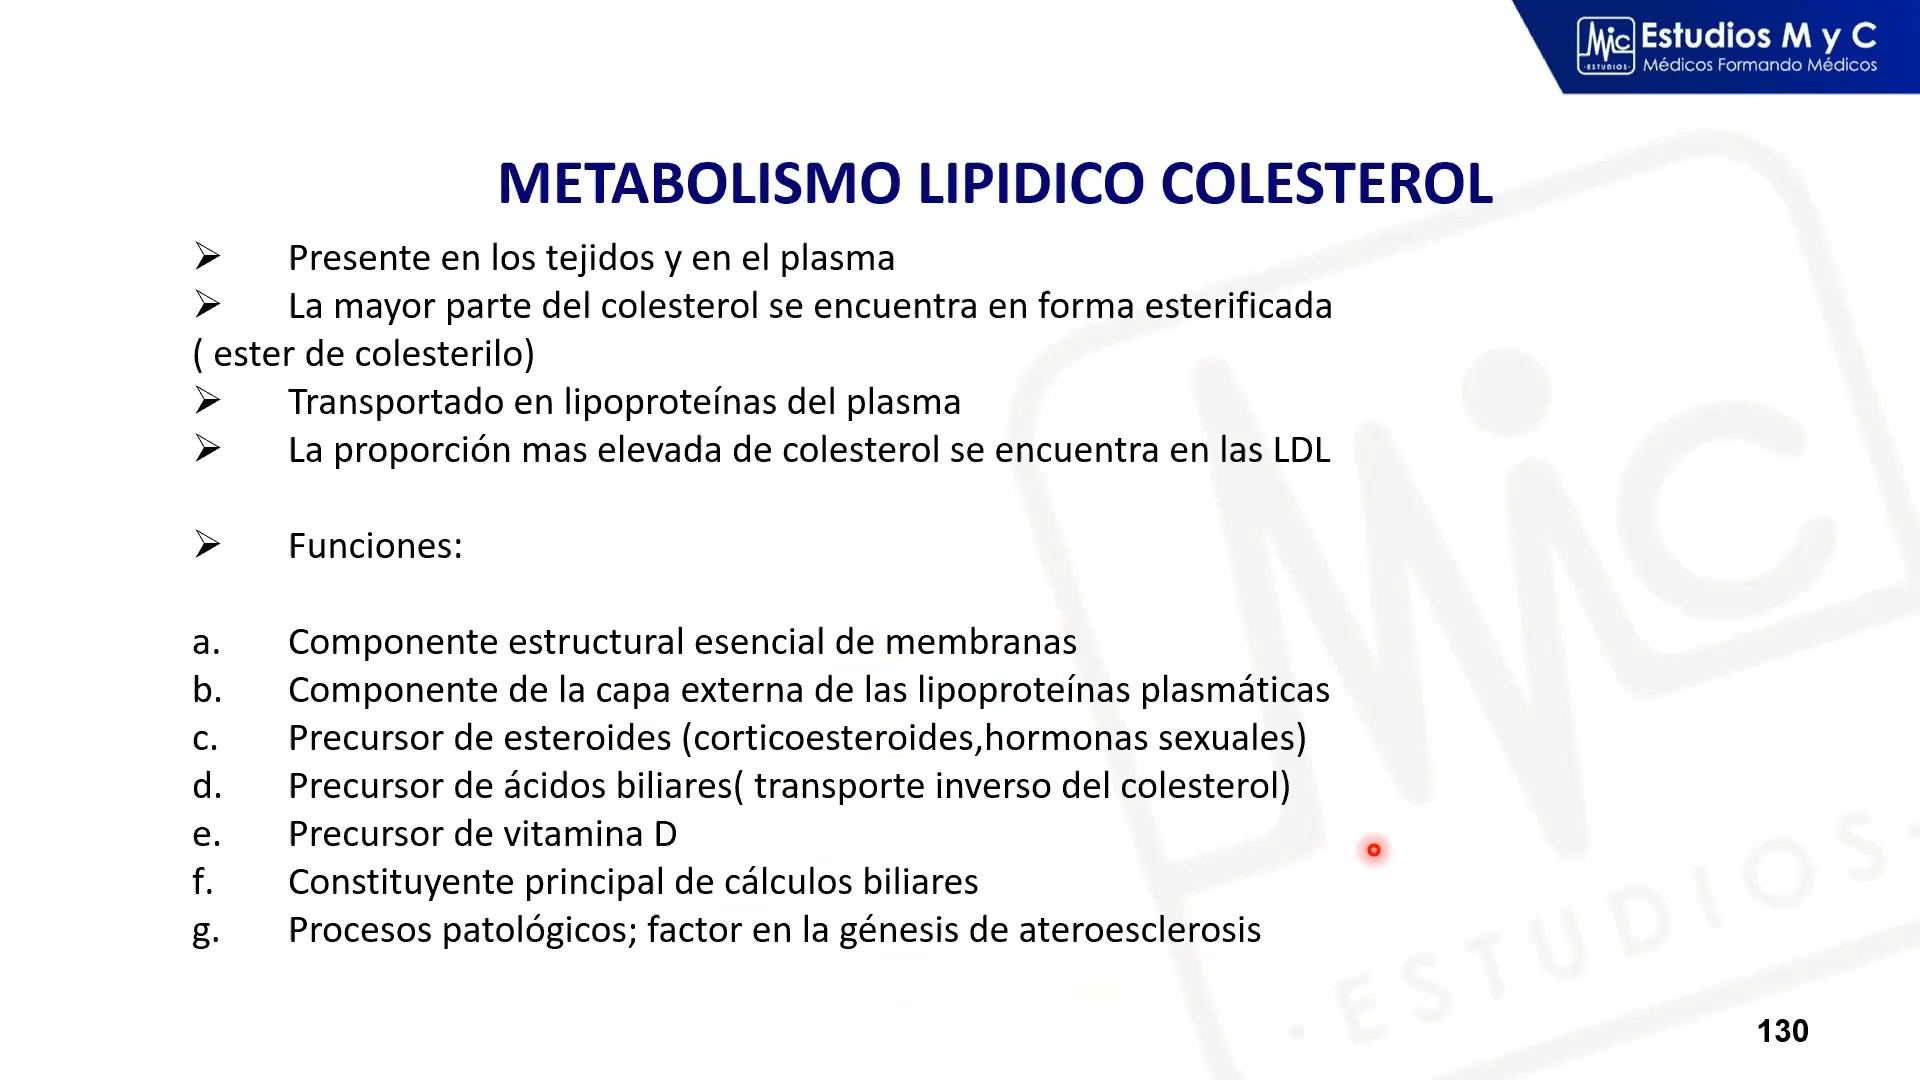 Mic Estudios M y C
·ESTUDIOS· Médicos Formando Médicos
METABOLISMO LIPIDICO COLESTEROL
➢ Presente en los tejidos y en el plasma
➢ La mayor parte del colesterol se encuentra en forma esterificada
( ester de colesterilo)
➢ Transportado en lipoproteínas del plasma
➢ La proporción mas elevada de colesterol se encuentra en las LDL
➢ Funciones:
a. Componente estructural esencial de membranas
b. Componente de la capa externa de las lipoproteínas plasmáticas
c. Precursor de esteroides (corticoesteroides,hormonas sexuales)
d. Precursor de ácidos biliares( transporte inverso del colesterol)
e. Precursor de vitamina D
f. Constituyente principal de cálculos biliares
g. Procesos patológicos; factor en la génesis de ateroesclerosis
Mic
·ESTUDIOS·
130